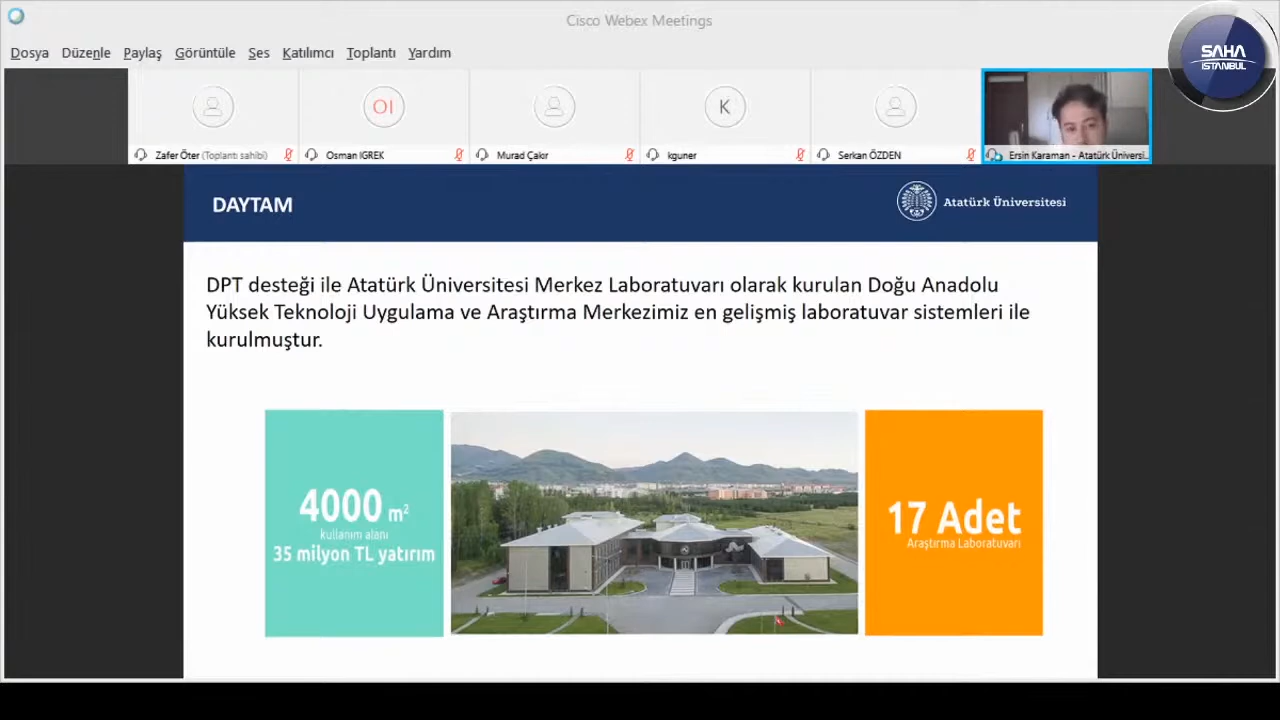 Cisco Webex Meetings
SAHA
ISTANBUL
Dosya Düzenle Paylaş Görüntüle Ses Katılımcı Toplantı Yardım
OI
K
Zafer Öter (Toplantı sahibi)
Osman IGREK
Murad Çakır
kguner
Serkan ÖZDEN
Ersin Karaman - Atatürk Üniversi...
DAYTAM
Atatürk Üniversitesi
DPT desteği ile Atatürk Üniversitesi Merkez Laboratuvarı olarak kurulan Doğu Anadolu
Yüksek Teknoloji Uygulama ve Araştırma Merkezimiz en gelişmiş laboratuvar sistemleri ile
kurulmuştur.
4000 m²
kullanım alanı
35 milyon TL yatırım
17 Adet
Araştırma Laboratuvarı